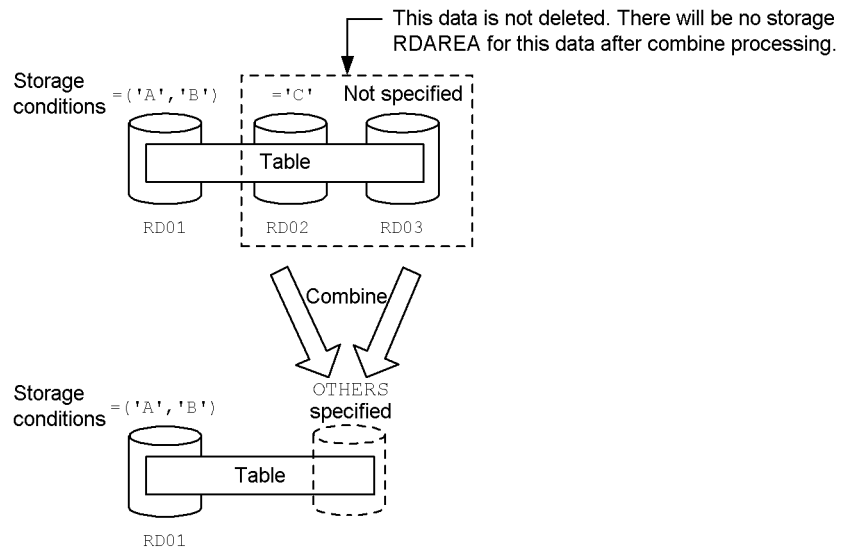 This data is not deleted. There will be no storage
RDAREA for this data after combine processing.
Storage
conditions
=('A','B')
='C'
Not specified
Table
RD01
RD02
RD03
Combine
OTHERS
specified
Storage
conditions
=('A','B')
Table
RD01